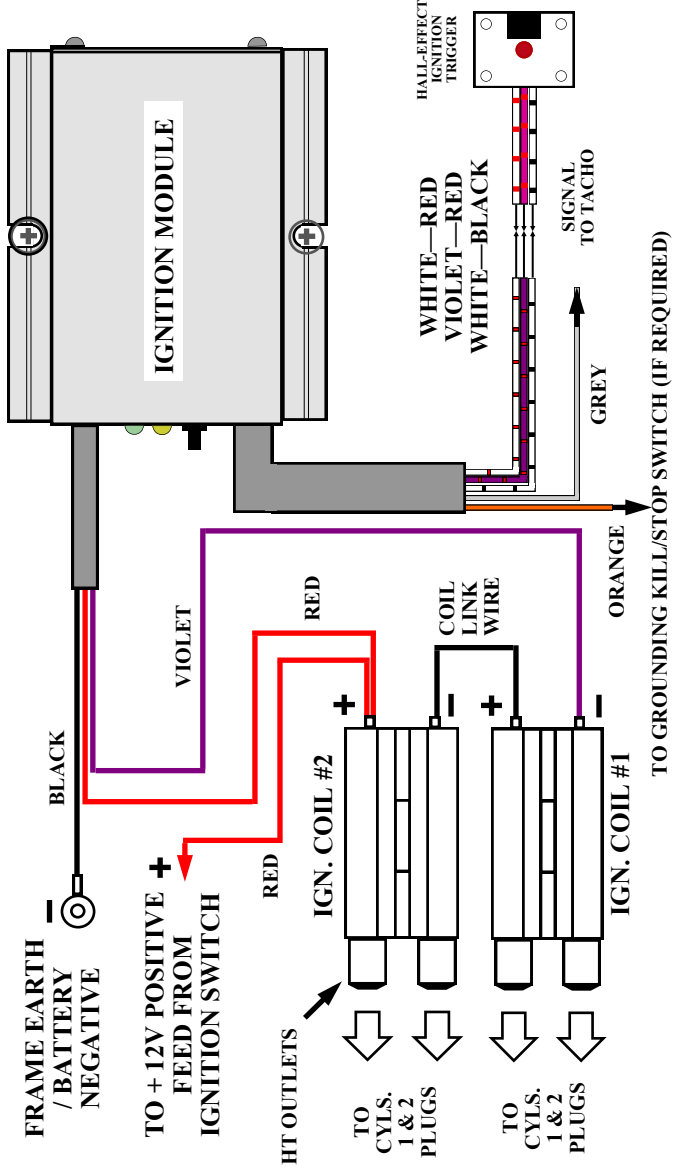 HALL-EFFECT
IGNITION
TRIGGER
IGNITION MODULE
WHITE—RED
VIOLET—RED
WHITE—BLACK
SIGNAL
TO TACHO
GREY
ORANGE
TO GROUNDING KILL/STOP SWITCH (IF REQUIRED)
BLACK
VIOLET
RED
COIL
LINK
WIRE
RED
+
−
+
−
IGN. COIL #2
IGN. COIL #1
−
FRAME EARTH
/ BATTERY
NEGATIVE
+
TO +12V POSITIVE
FEED FROM
IGNITION SWITCH
HT OUTLETS
TO
CYLS.
1 & 2
PLUGS
TO
CYLS.
1 & 2
PLUGS